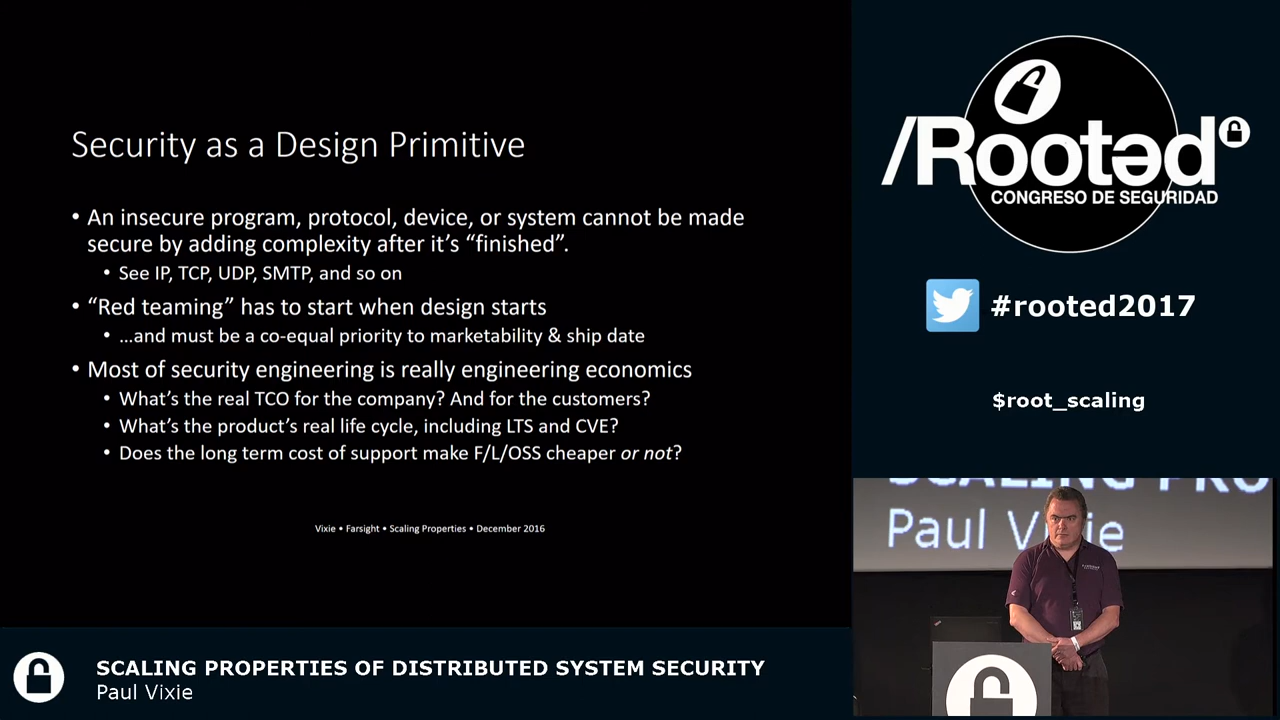 Security as a Design Primitive
• An insecure program, protocol, device, or system cannot be made
secure by adding complexity after it’s “finished”.
• See IP, TCP, UDP, SMTP, and so on
• “Red teaming” has to start when design starts
• …and must be a co-equal priority to marketability & ship date
• Most of security engineering is really engineering economics
• What’s the real TCO for the company? And for the customers?
• What’s the product’s real life cycle, including LTS and CVE?
• Does the long term cost of support make F/L/OSS cheaper or not?
Vixie • Farsight • Scaling Properties • December 2016
/Rootəd
CONGRESO DE SEGURIDAD
#rooted2017
$root_scaling
SCALING PRO
Paul Vixie
SCALING PROPERTIES OF DISTRIBUTED SYSTEM SECURITY
Paul Vixie